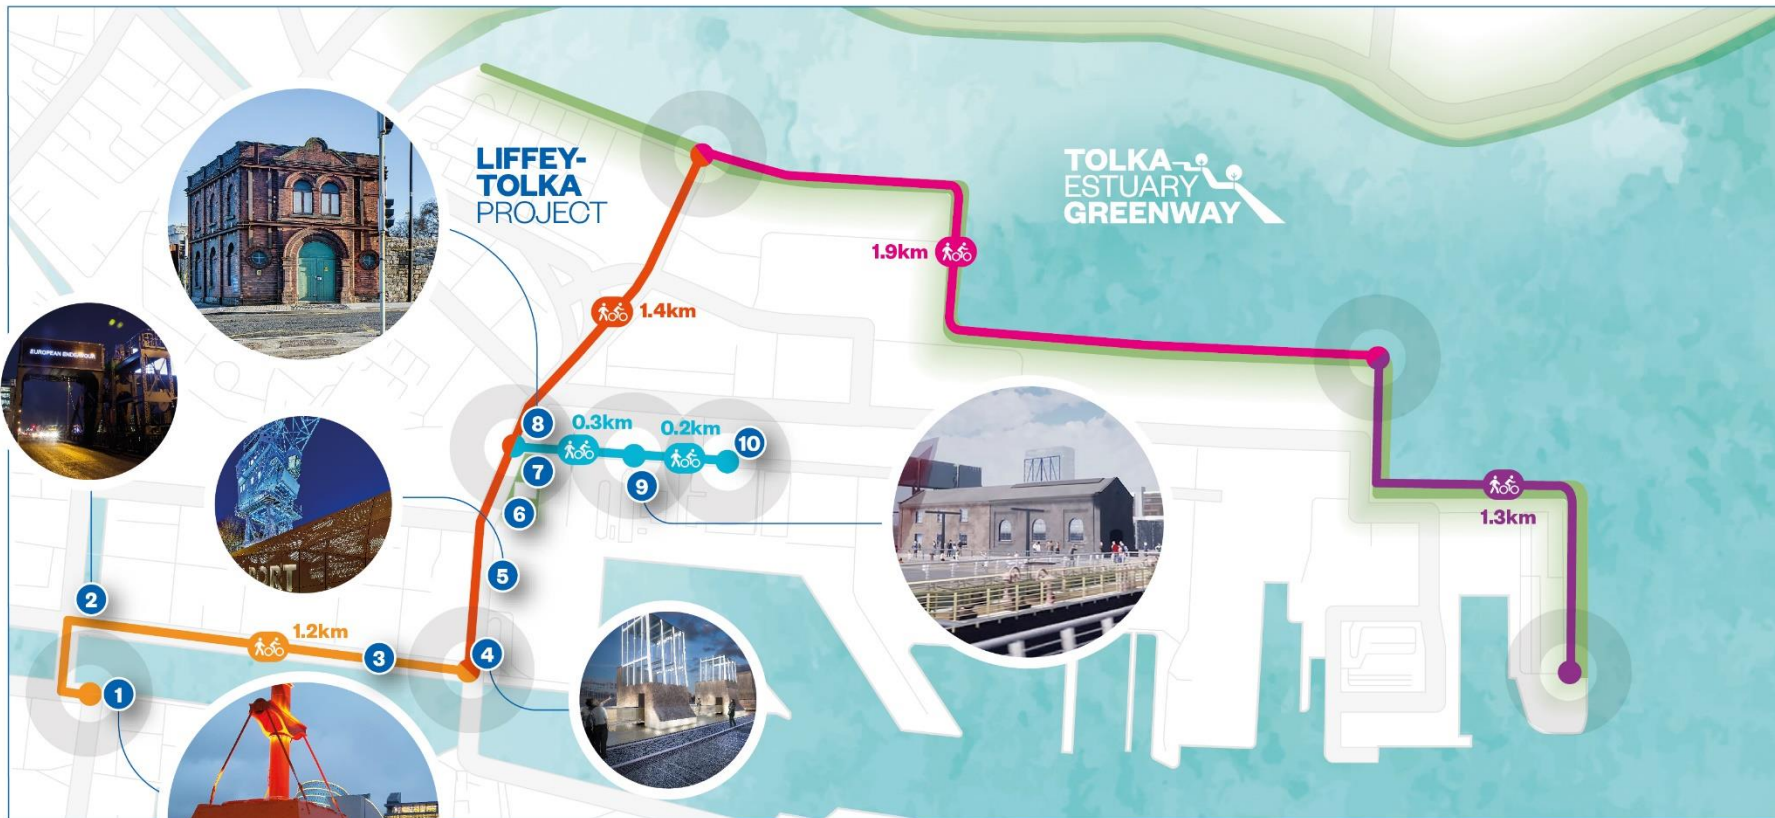 LIFFEY-
TOLKA
PROJECT
TOLKA
ESTUARY
GREENWAY
1.9km
1.4km
EUROPEAN ENDEAVOUR
8
0.3km
0.2km
10
7
9
6
1.3km
PORT
5
2
1.2km
3
4
1